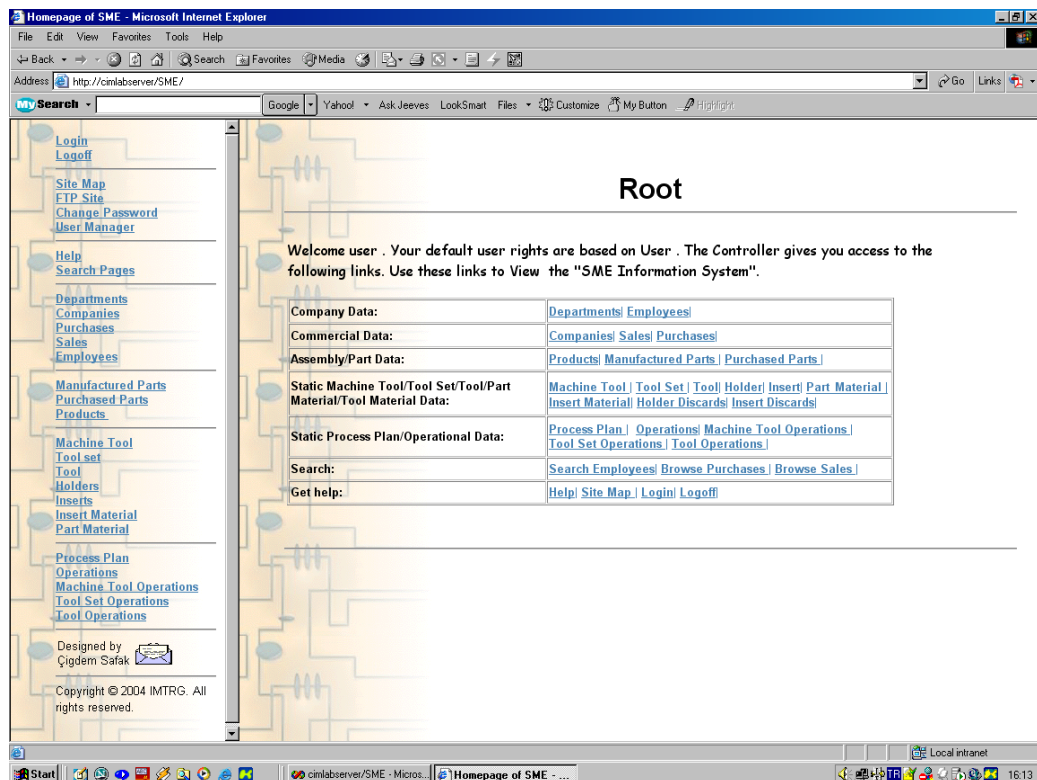 Homepage of SME - Microsoft Internet Explorer
File Edit View Favorites Tools Help
Back Search Favorites Media
Address http://cimlabserver/SME/ Go Links
My Search Google Yahoo! Ask Jeeves LookSmart Files Customize My Button Highlight
Login
Logoff
Site Map
FTP Site
Change Password
User Manager
Help
Search Pages
Departments
Companies
Purchases
Sales
Employees
Manufactured Parts
Purchased Parts
Products
Machine Tool
Tool set
Tool
Holders
Inserts
Insert Material
Part Material
Process Plan
Operations
Machine Tool Operations
Tool Set Operations
Tool Operations
Designed by
Çigdem Safak
Copyright © 2004 IMTRG. All
rights reserved.
Root
Welcome user . Your default user rights are based on User . The Controller gives you access to the
following links. Use these links to View the "SME Information System".
Company Data: Departments| Employees|
Commercial Data: Companies| Sales| Purchases|
Assembly/Part Data: Products| Manufactured Parts | Purchased Parts |
Static Machine Tool/Tool Set/Tool/Part
Material/Tool Material Data:
Machine Tool | Tool Set | Tool| Holder| Insert| Part Material |
Insert Material| Holder Discards| Insert Discards|
Static Process Plan/Operational Data:
Process Plan | Operations| Machine Tool Operations |
Tool Set Operations | Tool Operations |
Search: Search Employees| Browse Purchases | Browse Sales |
Get help: Help| Site Map | Login| Logoff|
Local intranet
Start cimlabserver/SME - Micros... Homepage of SME - ... TR 16:13